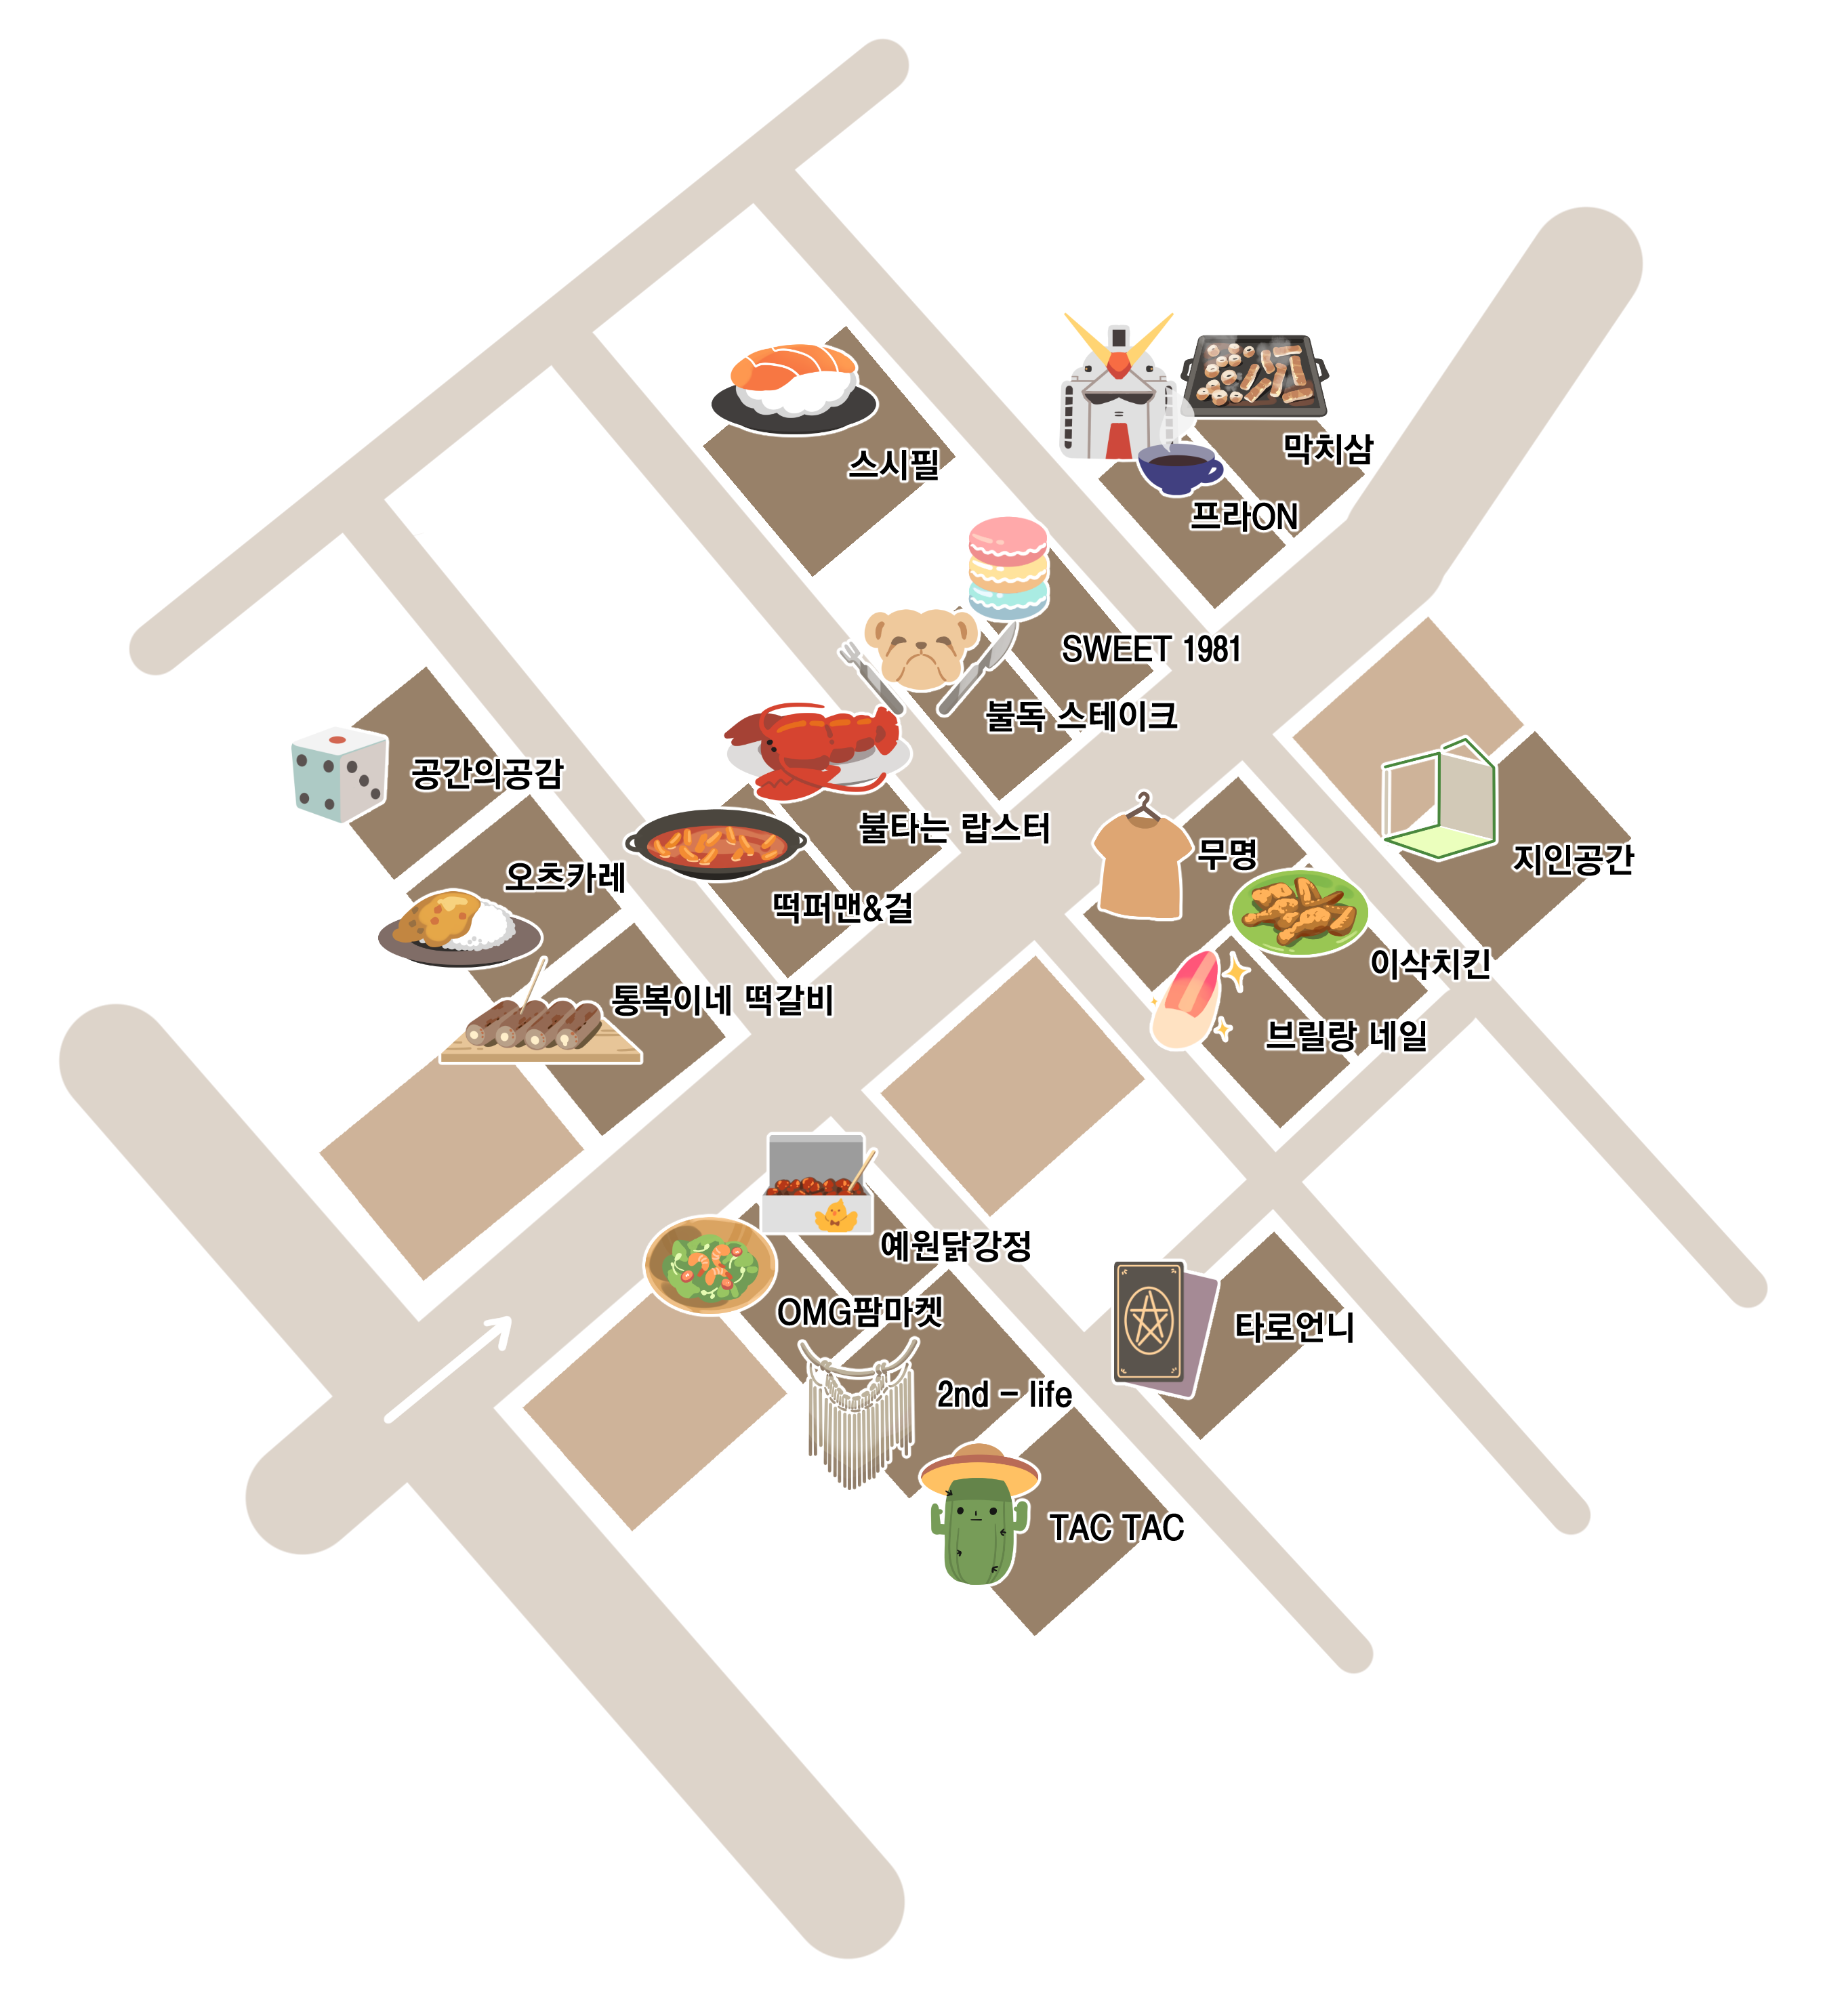 막치삼
스시필
프라ON
SWEET 1981
불독 스테이크
공간의공감
불타는 랍스터
무명
지인공간
오츠카레
떡퍼맨&걸
이삭치킨
통복이네 떡갈비
브릴랑 네일
예원닭강정
OMG팜마켓
타로언니
2nd - life
TAC TAC